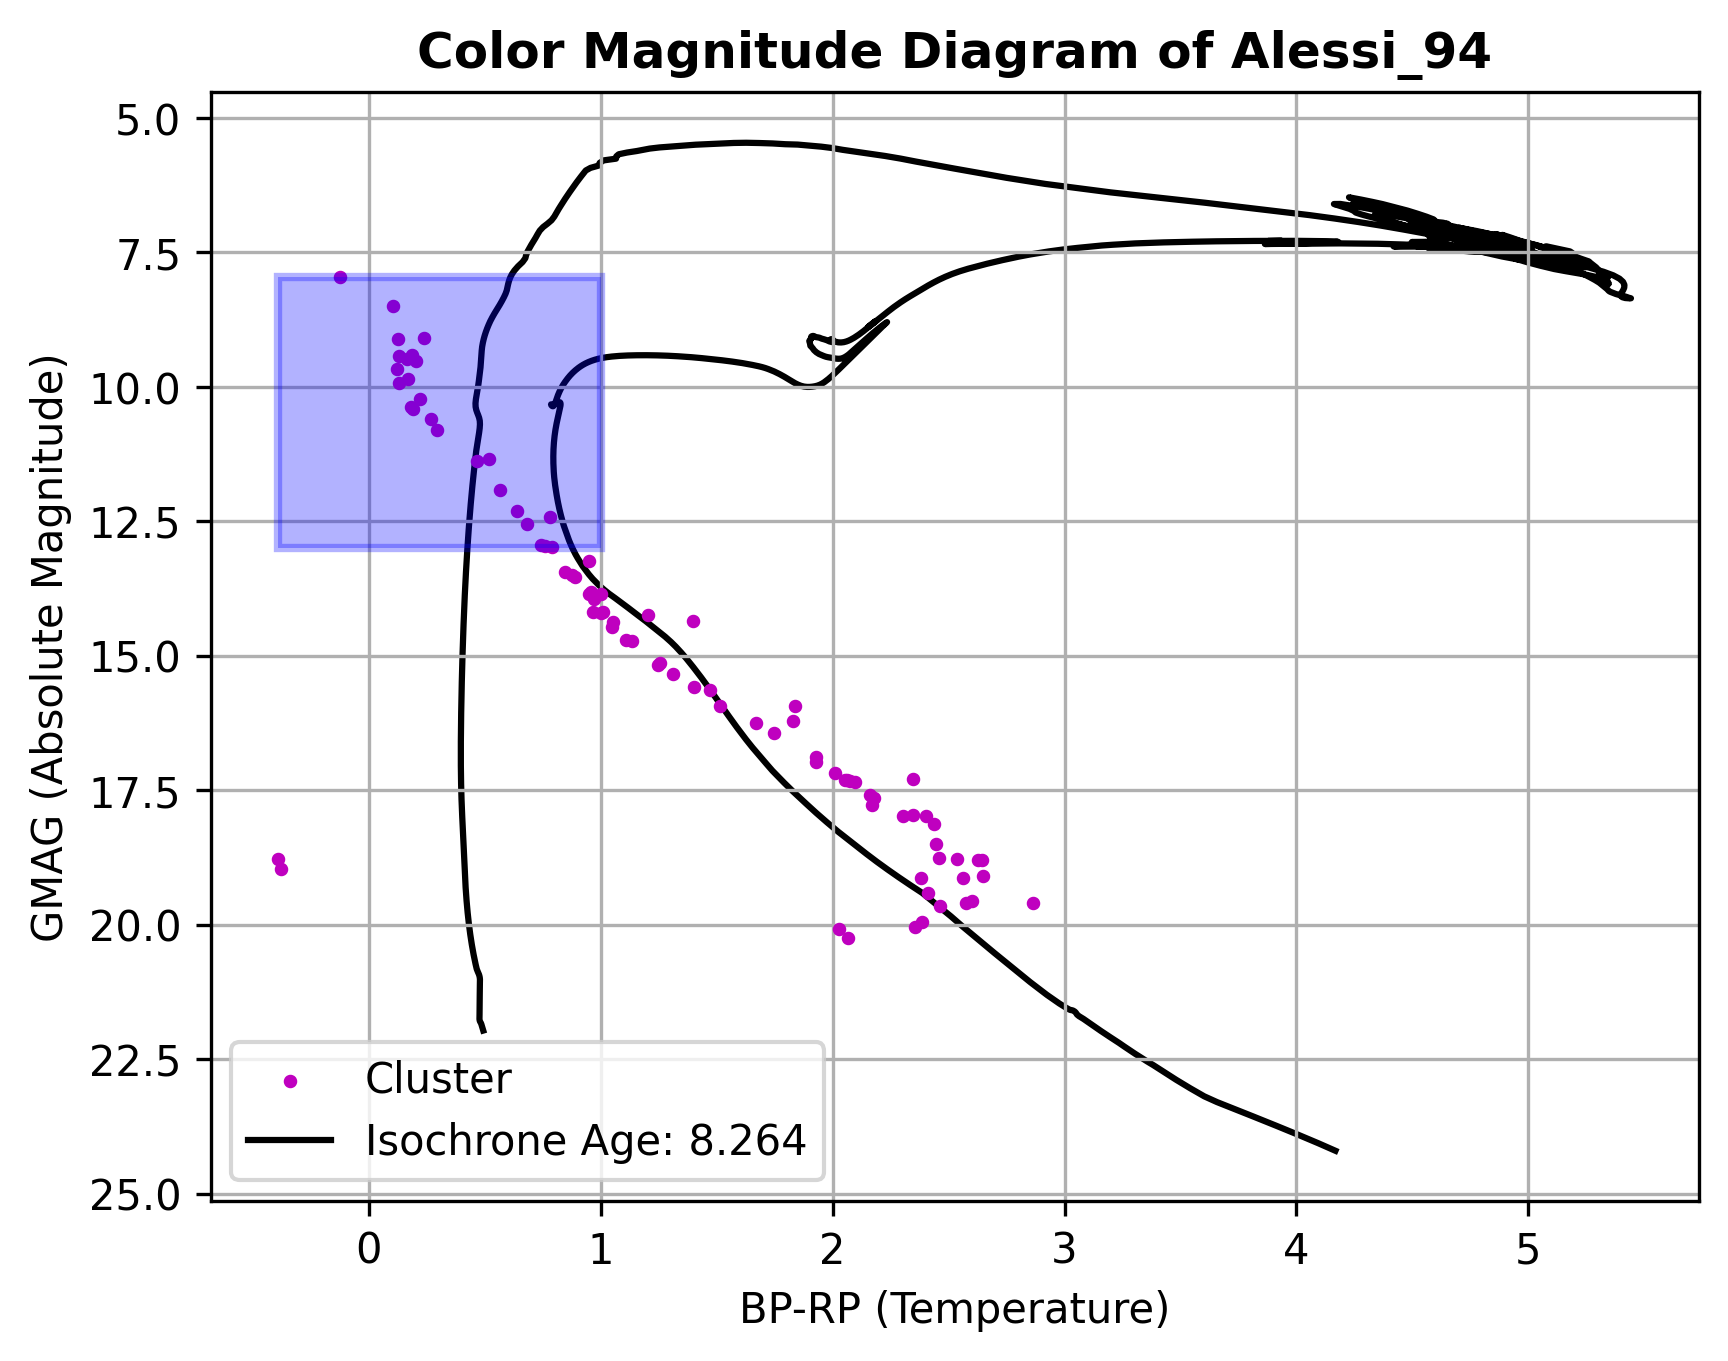 Color Magnitude Diagram of Alessi_94
5.0
7.5
10.0
12.5
15.0
17.5
20.0
22.5
25.0
GMAG (Absolute Magnitude)
Cluster
Isochrone Age: 8.264
0 1 2 3 4 5
BP-RP (Temperature)